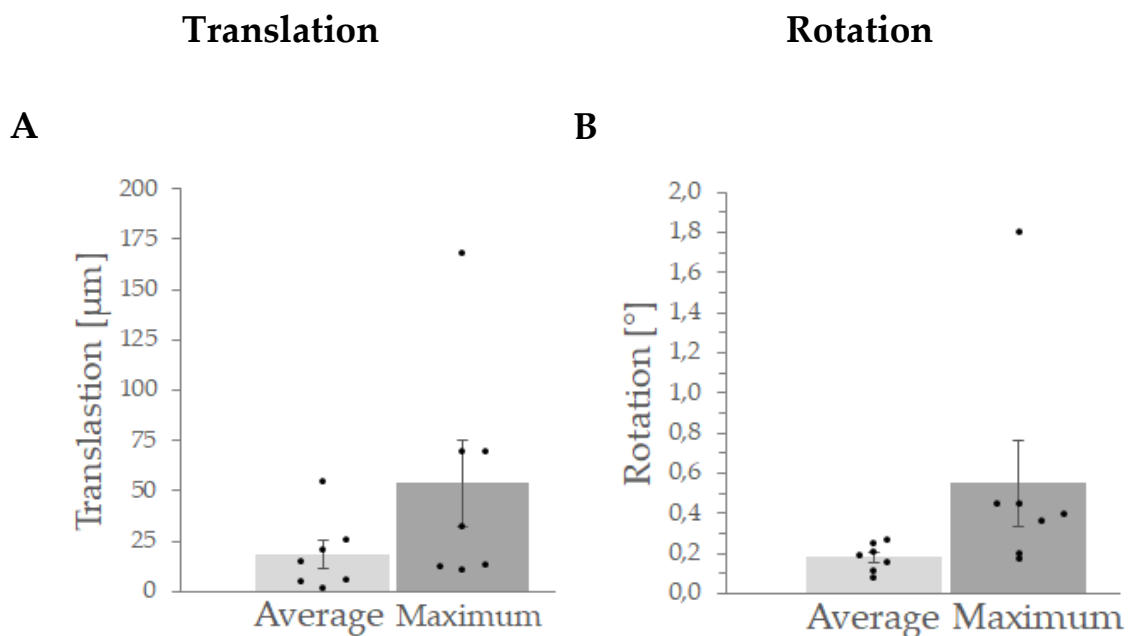 Translation
Rotation
A
B
Translastion [µm]
200
175
150
125
100
75
50
25
0
Average
Maximum
Rotation [°]
2,0
1,8
1,6
1,4
1,2
1,0
0,8
0,6
0,4
0,2
0,0
Average
Maximum